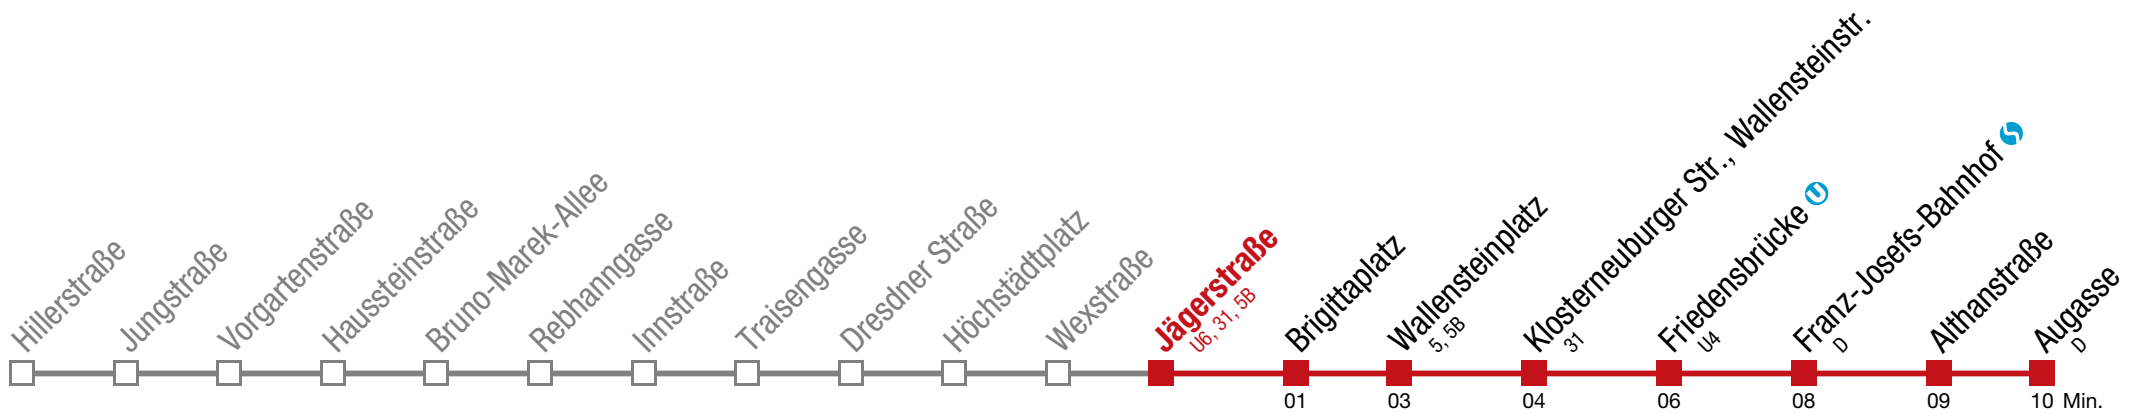 Hillerstraße
Jungstraße
Vorgartenstraße
Haussteinstraße
Bruno-Marek-Allee
Rebhanngasse
Innstraße
Traisengasse
Dresdner Straße
Höchstädtplatz
Wexstraße
Jägerstraße
U6, 31, 5B
Brigittaplatz
Wallensteinplatz
5, 5B
Klosterneuburger Str., Wallensteinstr.
31
Friedensbrücke U
U4
Franz-Josefs-Bahnhof S
D
Althanstraße
Augasse
D
01 03 04 06 08 09 10 Min.